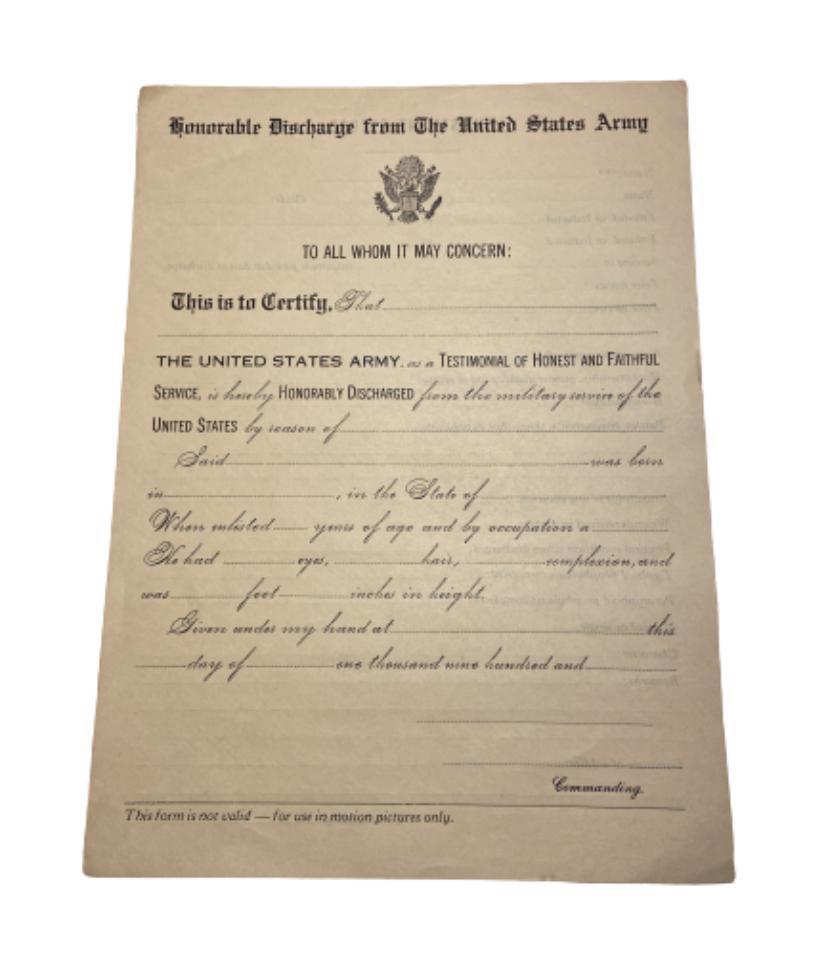 Honorable Discharge from The United States Army
TO ALL WHOM IT MAY CONCERN:
This is to Certify, That
THE UNITED STATES ARMY, as a TESTIMONIAL OF HONEST AND FAITHFUL
SERVICE, is hereby HONORABLY DISCHARGED from the military service of the
UNITED STATES by reason of
Said was born
in , in the State of
When enlisted years of age and by occupation a
He had eyes, hair, complexion, and
was feet inches in height.
Given under my hand at this
day of one thousand nine hundred and
Commanding.
This form is not valid — for use in motion pictures only.